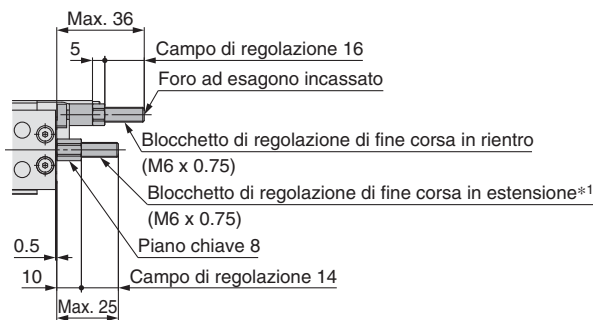 Max. 36
5
Campo di regolazione 16
Foro ad esagono incassato
Blocchetto di regolazione di fine corsa in rientro
(M6 x 0.75)
Blocchetto di regolazione di fine corsa in estensione*1
(M6 x 0.75)
0.5
Piano chiave 8
10
Campo di regolazione 14
Max. 25